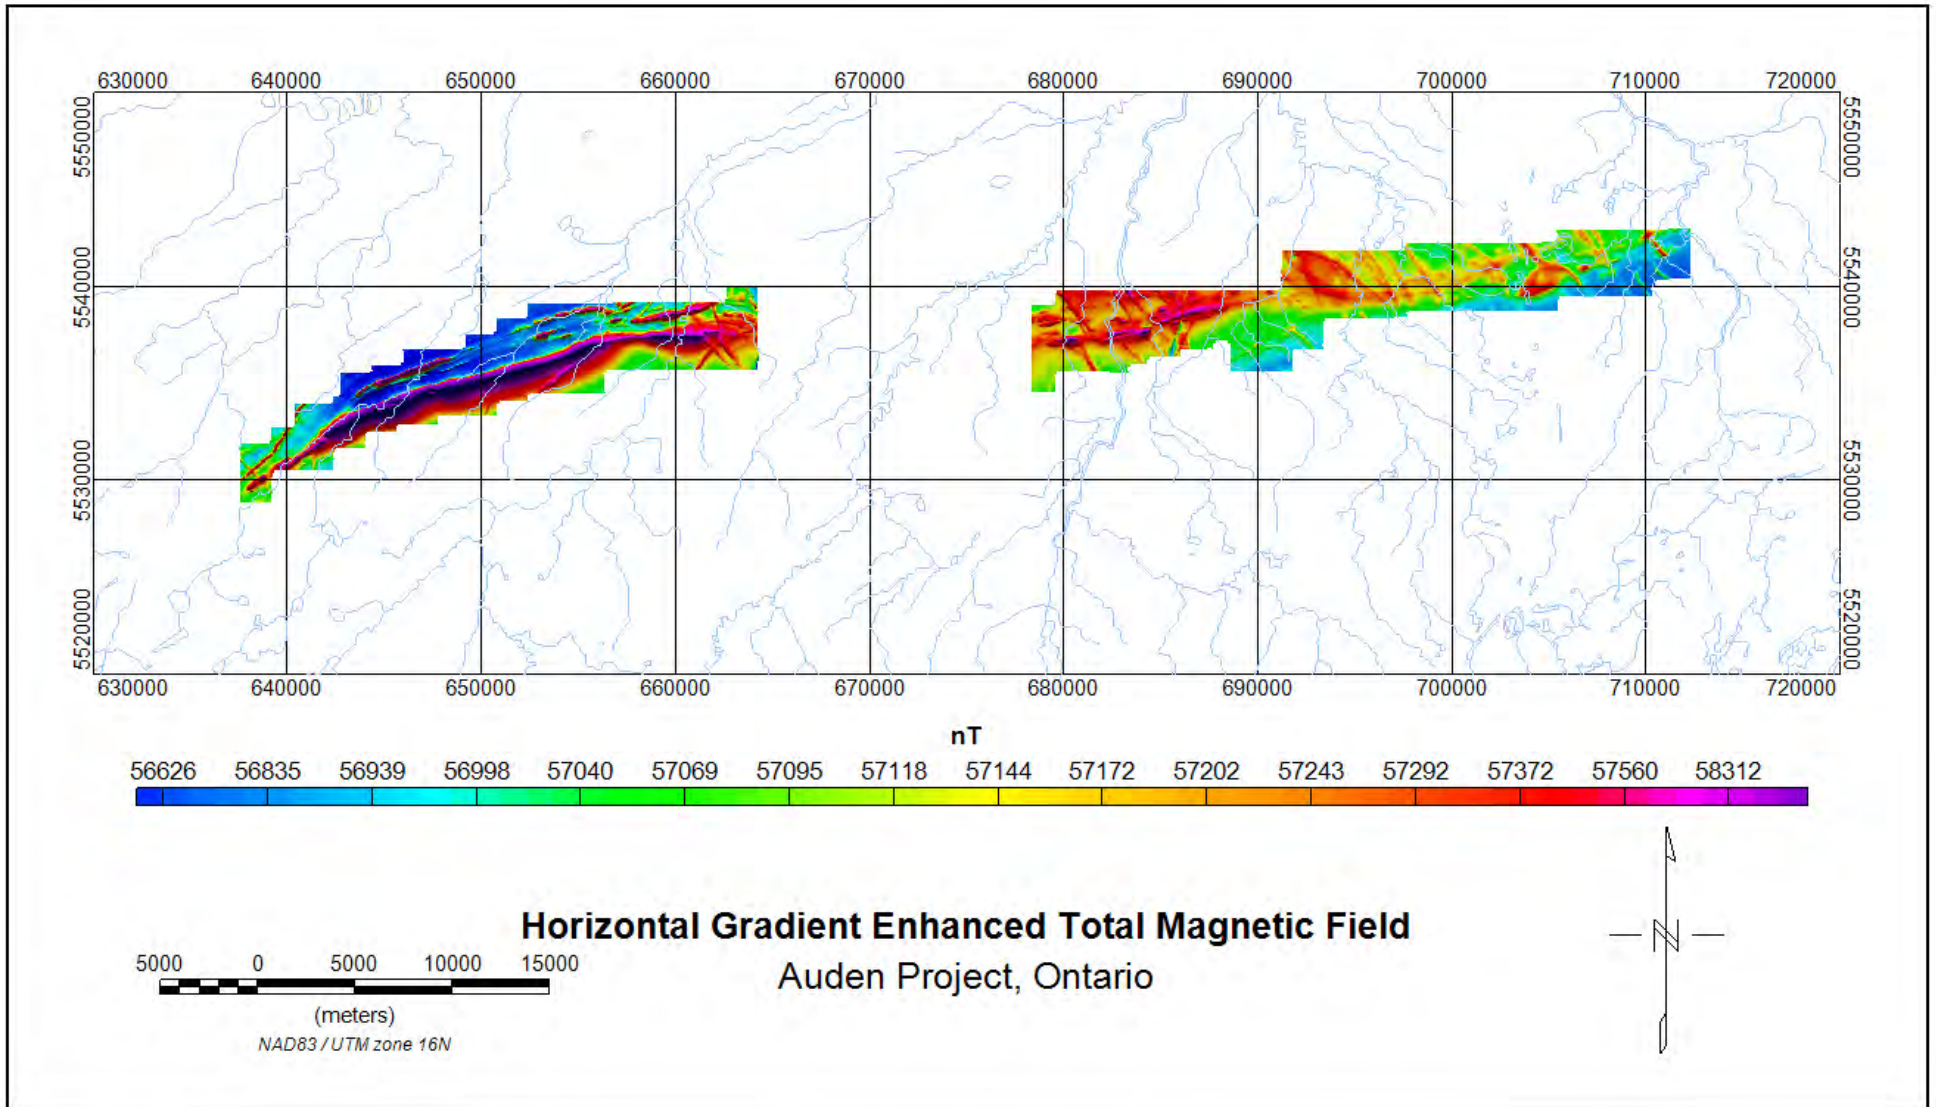 630000 640000 650000 660000 670000 680000 690000 700000 710000 720000
5550000 5550000
5540000 5540000
5530000 5530000
5520000 5520000
630000 640000 650000 660000 670000 680000 690000 700000 710000 720000
nT
56626 56835 56939 56998 57040 57069 57095 57118 57144 57172 57202 57243 57292 57372 57560 58312
N
Horizontal Gradient Enhanced Total Magnetic Field
Auden Project, Ontario
5000 0 5000 10000 15000
(meters)
NAD83 / UTM zone 16N